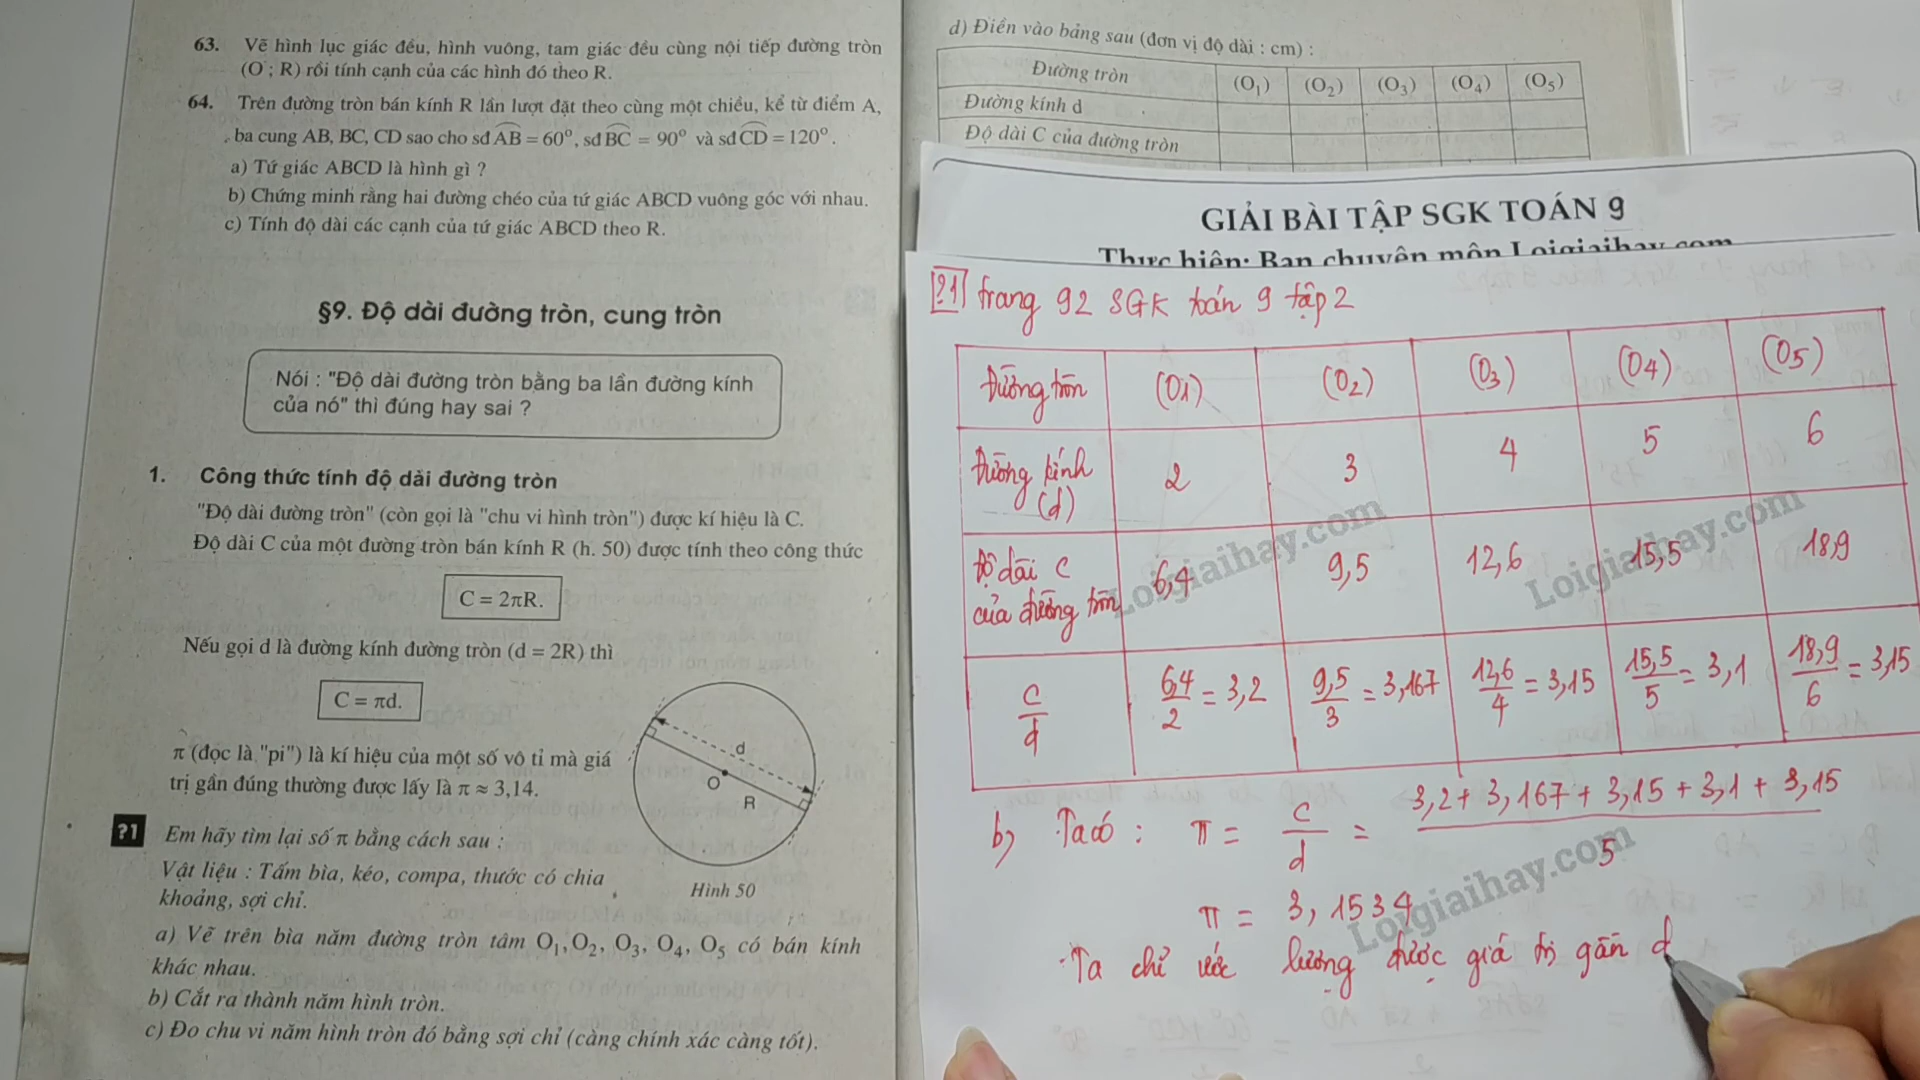 63. Vẽ hình lục giác đều, hình vuông, tam giác đều cùng nội tiếp đường tròn
(O ; R) rồi tính cạnh của các hình đó theo R.
64. Trên đường tròn bán kính R lần lượt đặt theo cùng một chiều, kể từ điểm A,
ba cung AB, BC, CD sao cho sđ AB = 60°, sđ BC = 90° và sđ CD = 120°.
a) Tứ giác ABCD là hình gì ?
b) Chứng minh rằng hai đường chéo của tứ giác ABCD vuông góc với nhau.
c) Tính độ dài các cạnh của tứ giác ABCD theo R.
§9. Độ dài đường tròn, cung tròn
Nói : "Độ dài đường tròn bằng ba lần đường kính
của nó" thì đúng hay sai ?
1. Công thức tính độ dài đường tròn
"Độ dài đường tròn" (còn gọi là "chu vi hình tròn") được kí hiệu là C.
Độ dài C của một đường tròn bán kính R (h. 50) được tính theo công thức
C = 2πR.
Nếu gọi d là đường kính đường tròn (d = 2R) thì
C = πd.
π (đọc là "pi") là kí hiệu của một số vô tỉ mà giá
trị gần đúng thường được lấy là π ≈ 3,14.
?1 Em hãy tìm lại số π bằng cách sau :
Vật liệu : Tấm bìa, kéo, compa, thước có chia
khoảng, sợi chỉ.
d
O
R
Hình 50
a) Vẽ trên bìa năm đường tròn tâm O1, O2, O3, O4, O5 có bán kính
khác nhau.
b) Cắt ra thành năm hình tròn.
c) Đo chu vi năm hình tròn đó bằng sợi chỉ (càng chính xác càng tốt).
d) Điền vào bảng sau (đơn vị độ dài : cm) :
Đường tròn (O1) (O2) (O3) (O4) (O5)
Đường kính d
Độ dài C của đường tròn
GIẢI BÀI TẬP SGK TOÁN 9
Thực hiện: Ban chuyên môn Loigiaihay.com
?1 trang 92 SGK toán 9 tập 2
Đường tròn (O1) (O2) (O3) (O4) (O5)
Đường kính (d) 2 3 4 5 6
Độ dài C của đường tròn 6,4 9,5 12,6 15,5 18,9
C/d 6,4/2 = 3,2 9,5/3 = 3,167 12,6/4 = 3,15 15,5/5 = 3,1 18,9/6 = 3,15
b) Ta có : π = C/d = (3,2 + 3,167 + 3,15 + 3,1 + 3,15)/5
π = 3,1534
Ta chỉ ước lượng được giá trị gần đ
Loigiaihay.com
Loigiaihay.com
Loigiaihay.com